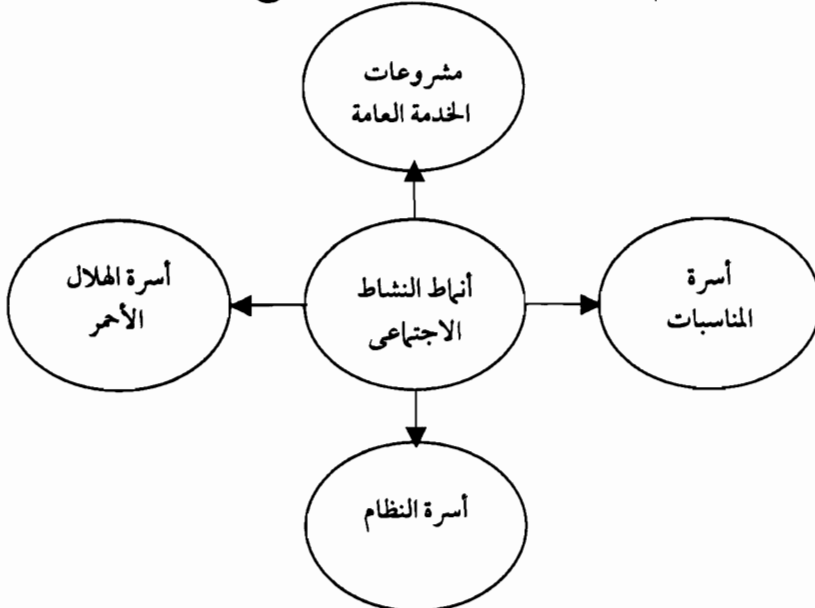 مشروعات
الخدمة العامة
أسرة الهلال
الأحمر
أنماط النشاط
الاجتماعى
أسرة
المناسبات
أسرة النظام